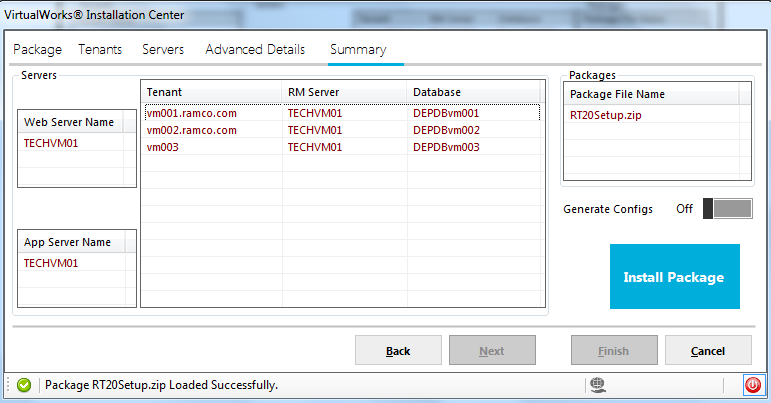 VirtualWorks® Installation Center
Package Tenants Servers Advanced Details Summary
Servers
Web Server Name
TECHVM01
App Server Name
TECHVM01
Tenant RM Server Database
vm001.ramco.com TECHVM01 DEPDBvm001
vm002.ramco.com TECHVM01 DEPDBvm002
vm003 TECHVM01 DEPDBvm003
Packages
Package File Name
RT20Setup.zip
Generate Configs Off
Install Package
Back Next Finish Cancel
Package RT20Setup.zip Loaded Successfully.